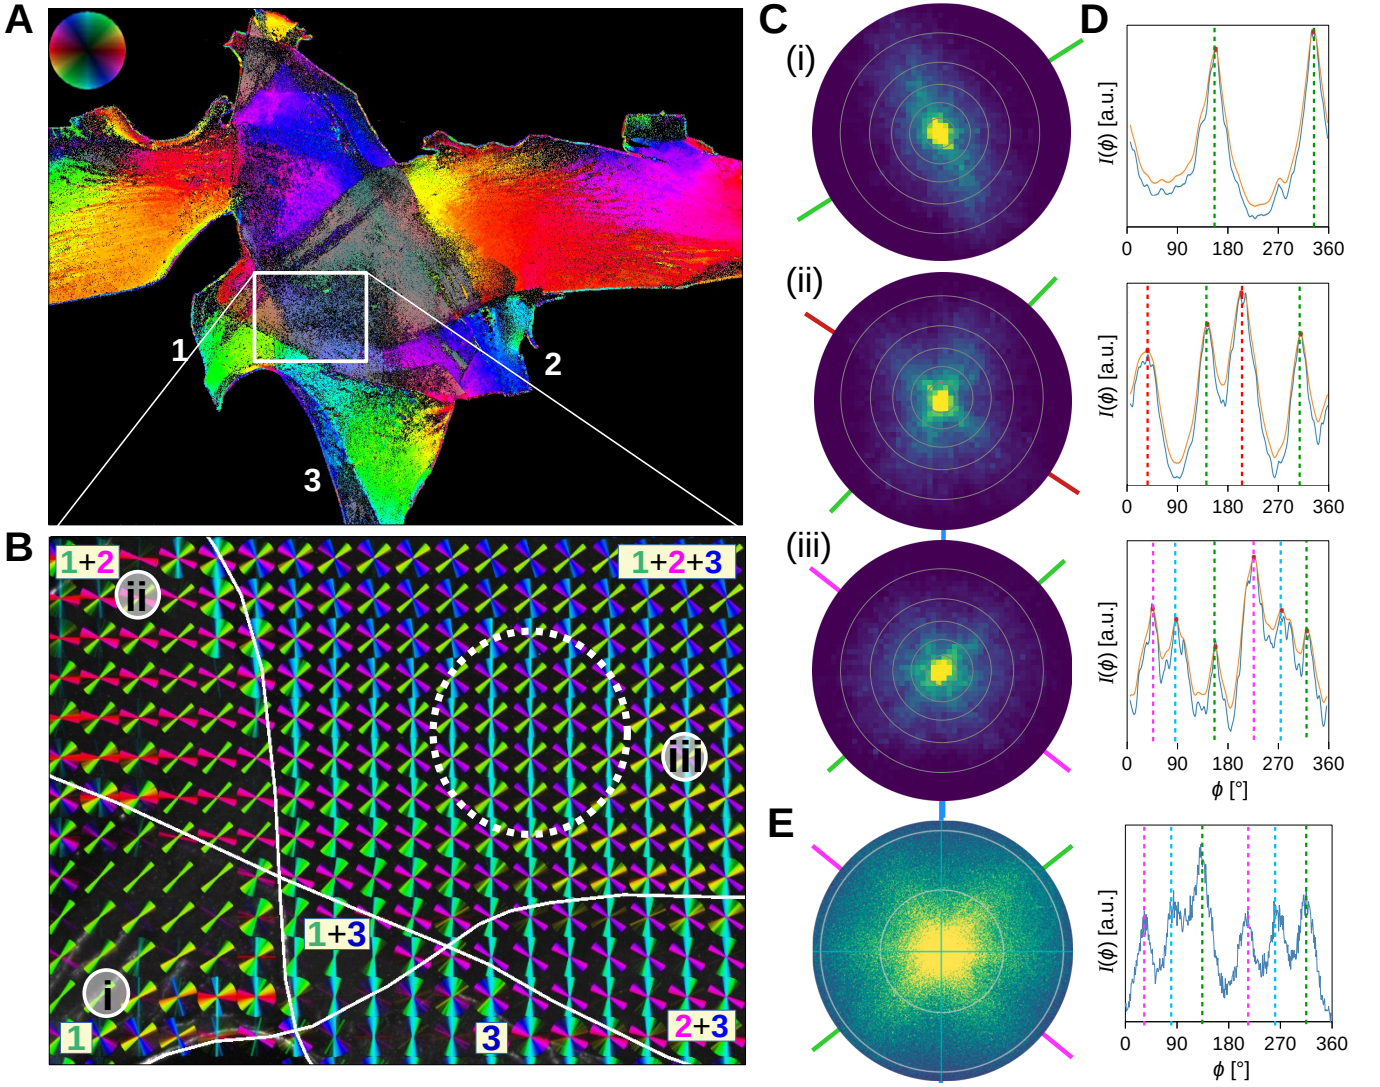 A
1
2
3
B
1+2
ii
1+2+3
iii
1+3
i
1
3
2+3
C
(i)
(ii)
(iii)
D
I(ϕ) [a.u.]
0 90 180 270 360
I(ϕ) [a.u.]
0 90 180 270 360
I(ϕ) [a.u.]
0 90 180 270 360
ϕ [°]
E
I(ϕ) [a.u.]
0 90 180 270 360
ϕ [°]